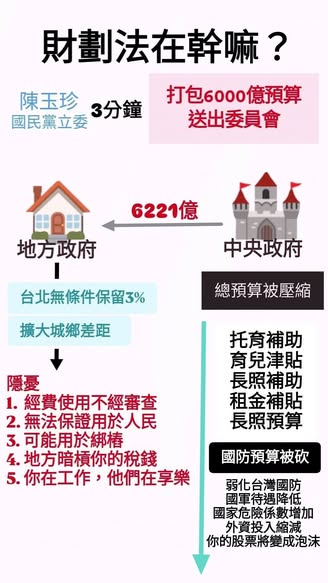 財劃法在幹嘛？
陳玉珍
國民黨立委
3分鐘
打包6000億預算
送出委員會
6221億
地方政府
中央政府
台北無條件保留3%
擴大城鄉差距
隱憂
1. 經費使用不經審查
2. 無法保證用於人民
3. 可能用於綁樁
4. 地方暗槓你的稅錢
5. 你在工作，他們在享樂
總預算被壓縮
托育補助
育兒津貼
長照補助
租金補貼
長照預算
國防預算被砍
弱化台灣國防
國軍待遇降低
國家危險係數增加
外資投入縮減
你的股票將變成泡沫